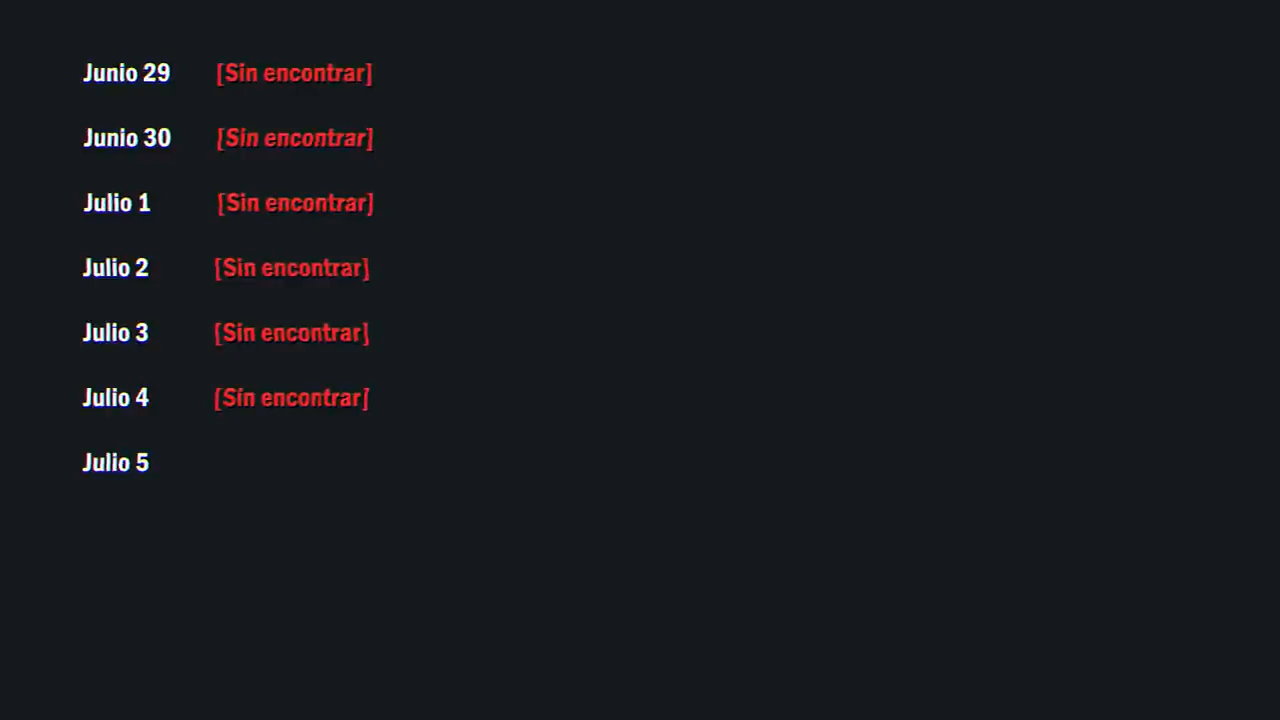 Junio 29 [Sin encontrar]
Junio 30 [Sin encontrar]
Julio 1 [Sin encontrar]
Julio 2 [Sin encontrar]
Julio 3 [Sin encontrar]
Julio 4 [Sin encontrar]
Julio 5